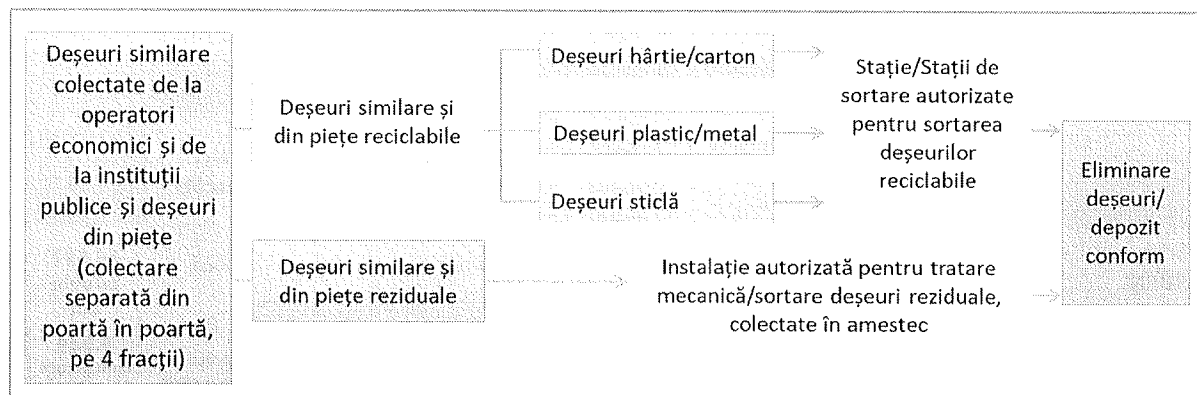 Deșeuri similare
colectate de la
operatori
economici și de
la instituții
publice și deșeuri
din piețe
(colectare
separată din
poartă în poartă,
pe 4 fracții)
Deșeuri similare și
din piețe reciclabile
Deșeuri hârtie/carton
Deșeuri plastic/metal
Deșeuri sticlă
Stație/Stații de
sortare autorizate
pentru sortarea
deșeurilor
reciclabile
Deșeuri similare și
din piețe reziduale
Instalație autorizată pentru tratare
mecanică/sortare deșeuri reziduale,
colectate în amestec
Eliminare
deșeuri/
depozit
conform